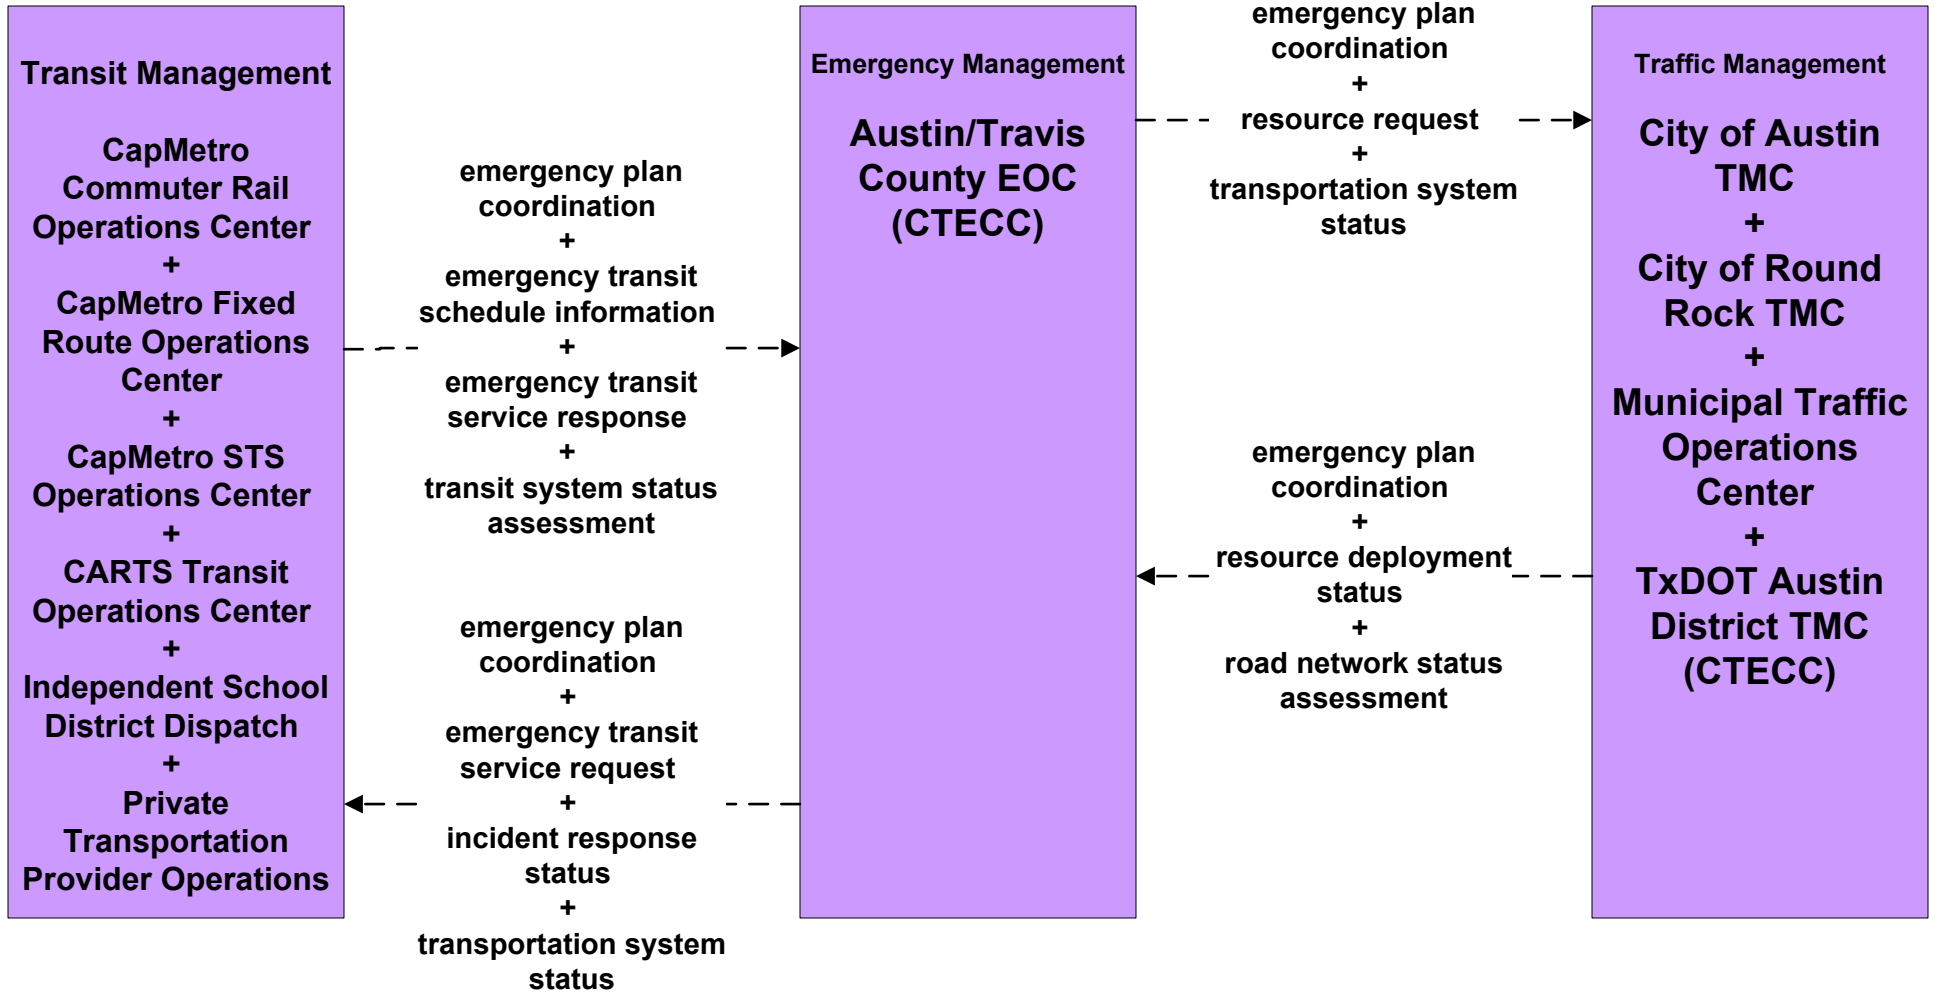 Transit Management
CapMetro
Commuter Rail
Operations Center
+
CapMetro Fixed
Route Operations
Center
+
CapMetro STS
Operations Center
+
CARTS Transit
Operations Center
+
Independent School
District Dispatch
+
Private
Transportation
Provider Operations
emergency plan
coordination
+
emergency transit
schedule information
+
emergency transit
service response
+
transit system status
assessment
emergency plan
coordination
+
emergency transit
service request
+
incident response
status
+
transportation system
status
Emergency Management
Austin/Travis
County EOC
(CTECC)
emergency plan
coordination
+
resource request
+
transportation system
status
emergency plan
coordination
+
resource deployment
status
+
road network status
assessment
Traffic Management
City of Austin
TMC
+
City of Round
Rock TMC
+
Municipal Traffic
Operations
Center
+
TxDOT Austin
District TMC
(CTECC)